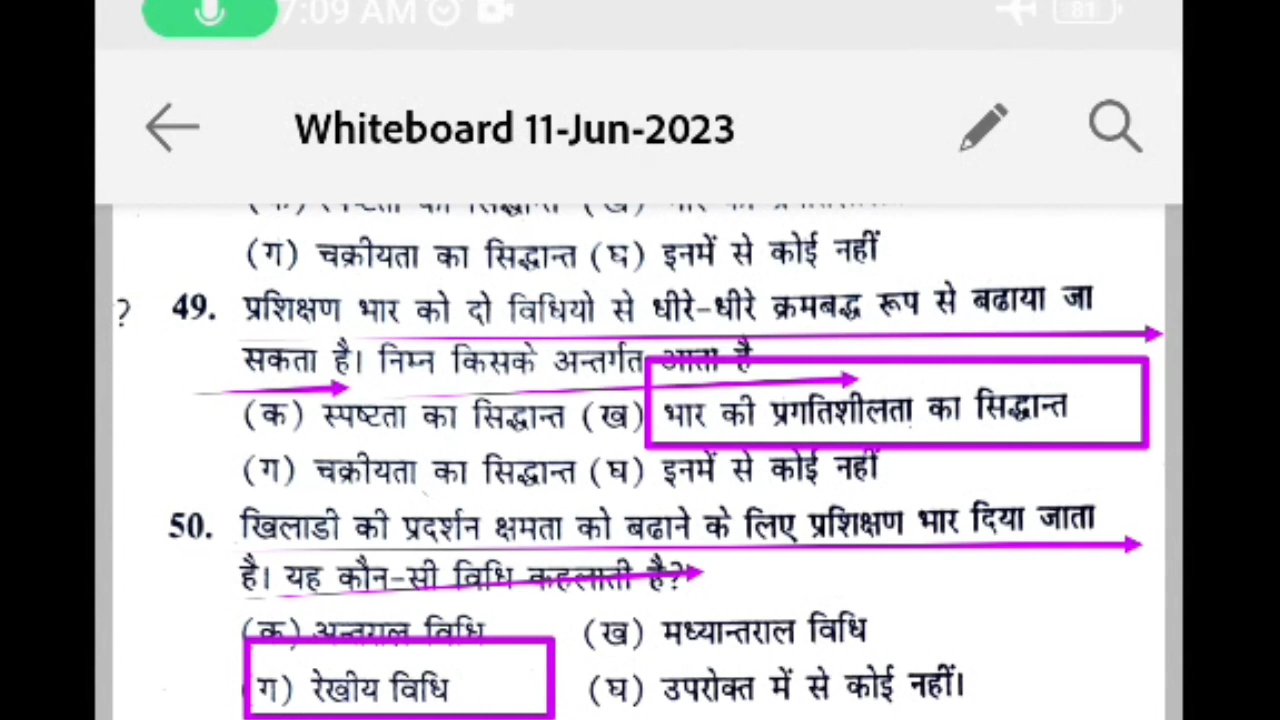 7:09 AM
81
Whiteboard 11-Jun-2023
(ग) चक्रीयता का सिद्धान्त (घ) इनमें से कोई नहीं
? 49. प्रशिक्षण भार को दो विधियो से धीरे-धीरे क्रमबद्ध रूप से बढाया जा
सकता है। निम्न किसके अन्तर्गत आता है
(क) स्पष्टता का सिद्धान्त (ख) भार की प्रगतिशीलता का सिद्धान्त
(ग) चक्रीयता का सिद्धान्त (घ) इनमें से कोई नहीं
50. खिलाडी की प्रदर्शन क्षमता को बढाने के लिए प्रशिक्षण भार दिया जाता
है। यह कौन-सी विधि कहलाती है?
(क) अन्तराल विधि (ख) मध्यान्तराल विधि
ग) रेखीय विधि (घ) उपरोक्त में से कोई नहीं।